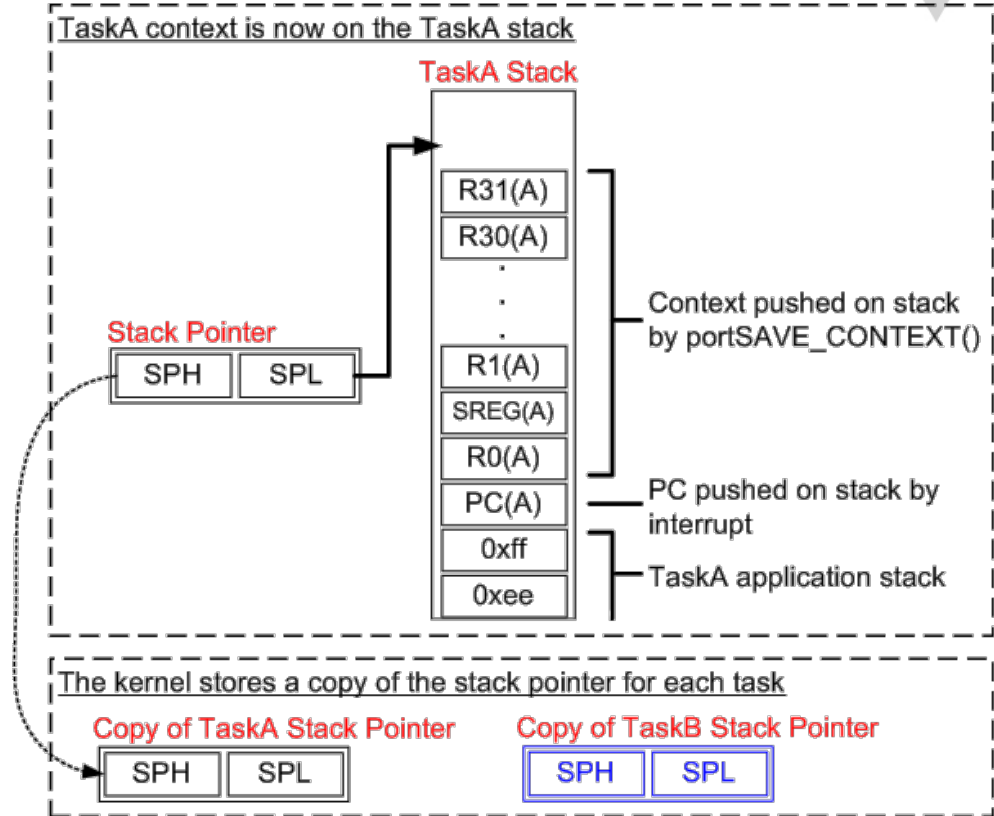 TaskA context is now on the TaskA stack
TaskA Stack
R31(A)
R30(A)
.
.
.
Context pushed on stack
by portSAVE_CONTEXT()
Stack Pointer
SPH SPL
R1(A)
SREG(A)
R0(A)
PC(A)
PC pushed on stack by
interrupt
0xff
TaskA application stack
0xee
The kernel stores a copy of the stack pointer for each task
Copy of TaskA Stack Pointer Copy of TaskB Stack Pointer
SPH SPL SPH SPL